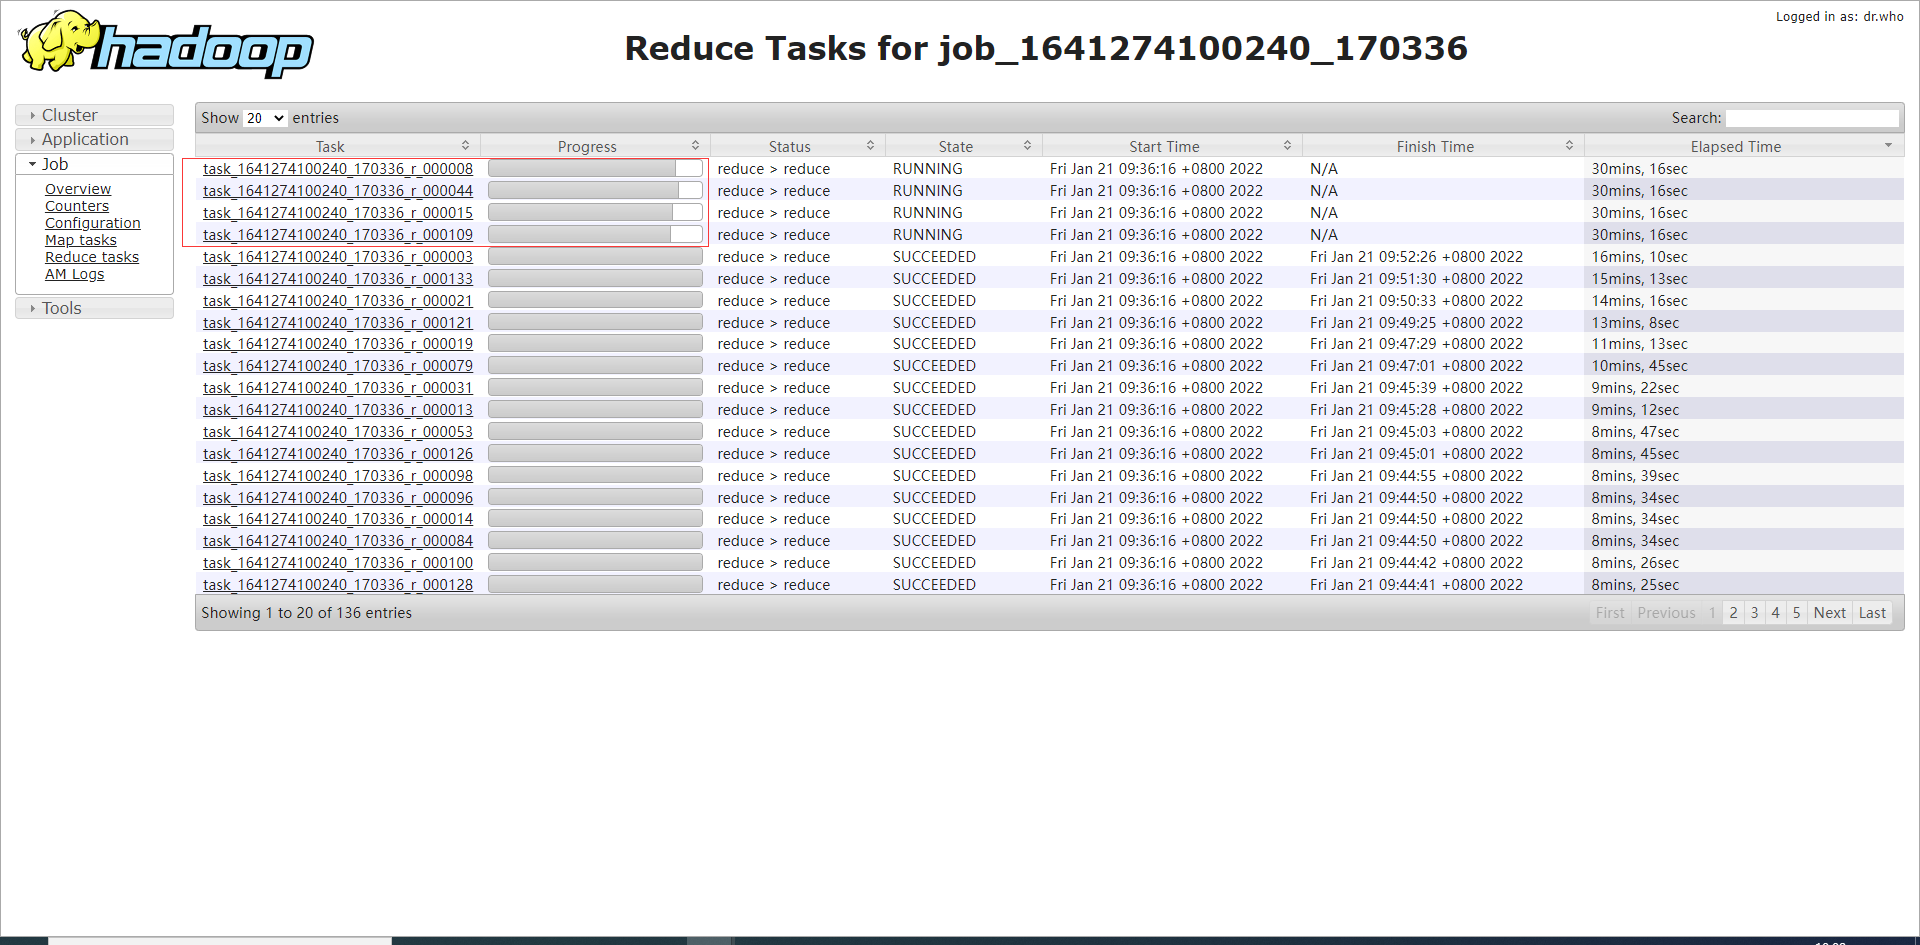 Logged in as: dr.who
hadoop
Reduce Tasks for job_1641274100240_170336
Cluster
Application
Job
Overview
Counters
Configuration
Map tasks
Reduce tasks
AM Logs
Tools
Show 20 entries Search:
Task Progress Status State Start Time Finish Time Elapsed Time
task_1641274100240_170336_r_000008 reduce > reduce RUNNING Fri Jan 21 09:36:16 +0800 2022 N/A 30mins, 16sec
task_1641274100240_170336_r_000044 reduce > reduce RUNNING Fri Jan 21 09:36:16 +0800 2022 N/A 30mins, 16sec
task_1641274100240_170336_r_000015 reduce > reduce RUNNING Fri Jan 21 09:36:16 +0800 2022 N/A 30mins, 16sec
task_1641274100240_170336_r_000109 reduce > reduce RUNNING Fri Jan 21 09:36:16 +0800 2022 N/A 30mins, 16sec
task_1641274100240_170336_r_000003 reduce > reduce SUCCEEDED Fri Jan 21 09:36:16 +0800 2022 Fri Jan 21 09:52:26 +0800 2022 16mins, 10sec
task_1641274100240_170336_r_000133 reduce > reduce SUCCEEDED Fri Jan 21 09:36:16 +0800 2022 Fri Jan 21 09:51:30 +0800 2022 15mins, 13sec
task_1641274100240_170336_r_000021 reduce > reduce SUCCEEDED Fri Jan 21 09:36:16 +0800 2022 Fri Jan 21 09:50:33 +0800 2022 14mins, 16sec
task_1641274100240_170336_r_000121 reduce > reduce SUCCEEDED Fri Jan 21 09:36:16 +0800 2022 Fri Jan 21 09:49:25 +0800 2022 13mins, 8sec
task_1641274100240_170336_r_000019 reduce > reduce SUCCEEDED Fri Jan 21 09:36:16 +0800 2022 Fri Jan 21 09:47:29 +0800 2022 11mins, 13sec
task_1641274100240_170336_r_000079 reduce > reduce SUCCEEDED Fri Jan 21 09:36:16 +0800 2022 Fri Jan 21 09:47:01 +0800 2022 10mins, 45sec
task_1641274100240_170336_r_000031 reduce > reduce SUCCEEDED Fri Jan 21 09:36:16 +0800 2022 Fri Jan 21 09:45:39 +0800 2022 9mins, 22sec
task_1641274100240_170336_r_000013 reduce > reduce SUCCEEDED Fri Jan 21 09:36:16 +0800 2022 Fri Jan 21 09:45:28 +0800 2022 9mins, 12sec
task_1641274100240_170336_r_000053 reduce > reduce SUCCEEDED Fri Jan 21 09:36:16 +0800 2022 Fri Jan 21 09:45:03 +0800 2022 8mins, 47sec
task_1641274100240_170336_r_000126 reduce > reduce SUCCEEDED Fri Jan 21 09:36:16 +0800 2022 Fri Jan 21 09:45:01 +0800 2022 8mins, 45sec
task_1641274100240_170336_r_000098 reduce > reduce SUCCEEDED Fri Jan 21 09:36:16 +0800 2022 Fri Jan 21 09:44:55 +0800 2022 8mins, 39sec
task_1641274100240_170336_r_000096 reduce > reduce SUCCEEDED Fri Jan 21 09:36:16 +0800 2022 Fri Jan 21 09:44:50 +0800 2022 8mins, 34sec
task_1641274100240_170336_r_000014 reduce > reduce SUCCEEDED Fri Jan 21 09:36:16 +0800 2022 Fri Jan 21 09:44:50 +0800 2022 8mins, 34sec
task_1641274100240_170336_r_000084 reduce > reduce SUCCEEDED Fri Jan 21 09:36:16 +0800 2022 Fri Jan 21 09:44:50 +0800 2022 8mins, 34sec
task_1641274100240_170336_r_000100 reduce > reduce SUCCEEDED Fri Jan 21 09:36:16 +0800 2022 Fri Jan 21 09:44:42 +0800 2022 8mins, 26sec
task_1641274100240_170336_r_000128 reduce > reduce SUCCEEDED Fri Jan 21 09:36:16 +0800 2022 Fri Jan 21 09:44:41 +0800 2022 8mins, 25sec
Showing 1 to 20 of 136 entries First Previous 1 2 3 4 5 Next Last